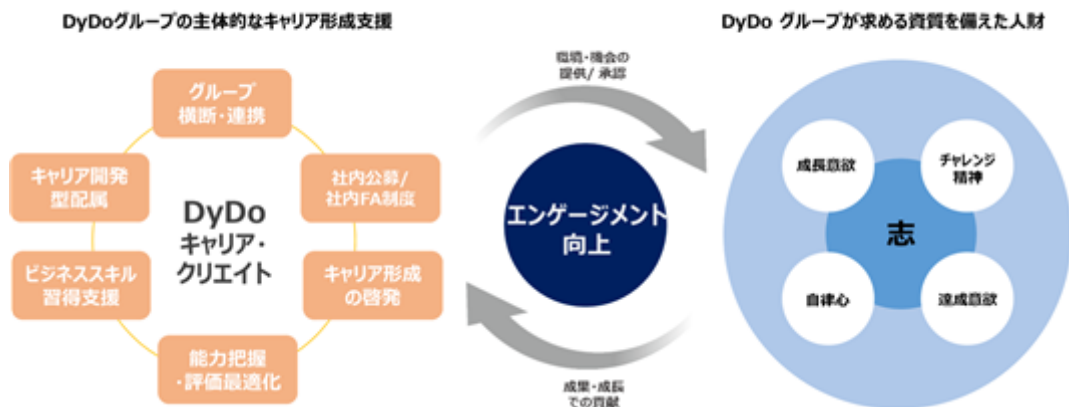 DyDoグループの主体的なキャリア形成支援
グループ
横断・連携
キャリア開発
型配属
社内公募/
社内FA制度
DyDo
キャリア・
クリエイト
ビジネススキル
習得支援
キャリア形成
の啓発
能力把握
・評価最適化
環境・機会の
提供/ 承認
エンゲージメント
向上
成果・成長
での貢献
DyDo グループが求める資質を備えた人財
成長意欲
チャレンジ
精神
志
自律心
達成意欲